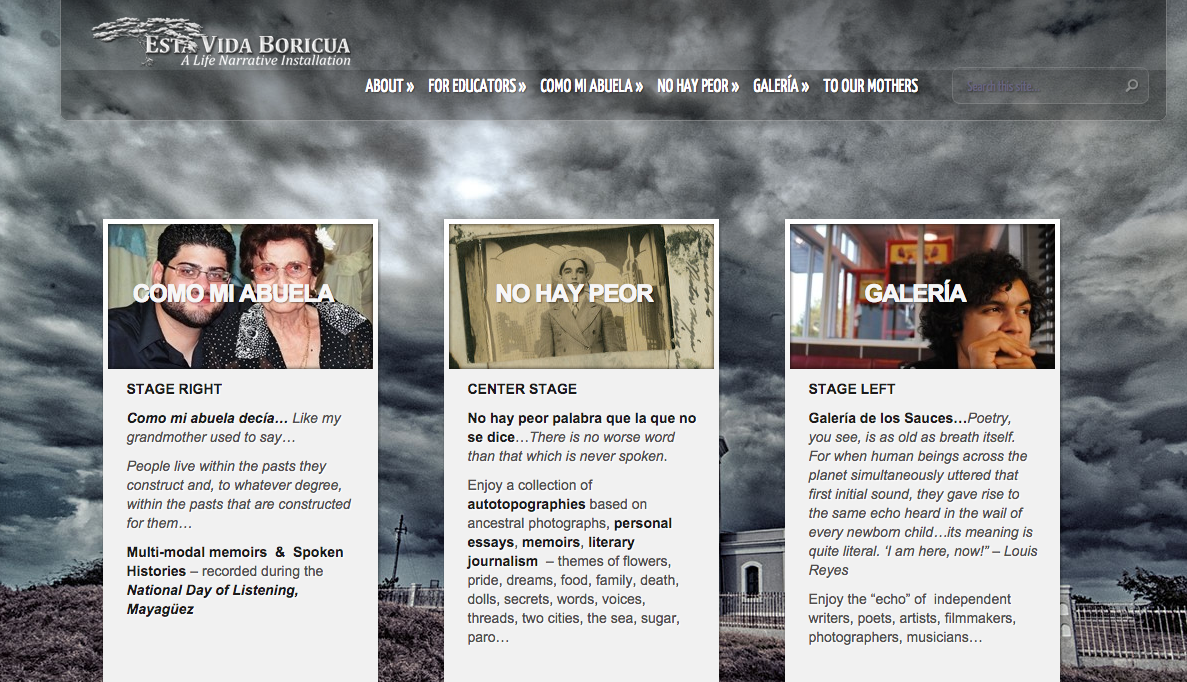 ESTA VIDA BORICUA
A Life Narrative Installation
ABOUT » FOR EDUCATORS » COMO MI ABUELA » NO HAY PEOR » GALERÍA » TO OUR MOTHERS
Search this site...
COMO MI ABUELA
STAGE RIGHT
Como mi abuela decía… Like my
grandmother used to say…
People live within the pasts they
construct and, to whatever degree,
within the pasts that are constructed
for them…
Multi-modal memoirs & Spoken
Histories – recorded during the
National Day of Listening,
Mayagüez
NO HAY PEOR
CENTER STAGE
No hay peor palabra que la que no
se dice…There is no worse word
than that which is never spoken.
Enjoy a collection of
autotopographies based on
ancestral photographs, personal
essays, memoirs, literary
journalism – themes of flowers,
pride, dreams, food, family, death,
dolls, secrets, words, voices,
threads, two cities, the sea, sugar,
paro…
GALERÍA
STAGE LEFT
Galería de los Sauces…Poetry,
you see, is as old as breath itself.
For when human beings across the
planet simultaneously uttered that
first initial sound, they gave rise to
the same echo heard in the wail of
every newborn child…its meaning is
quite literal. ‘I am here, now!” – Louis
Reyes
Enjoy the “echo” of independent
writers, poets, artists, filmmakers,
photographers, musicians…